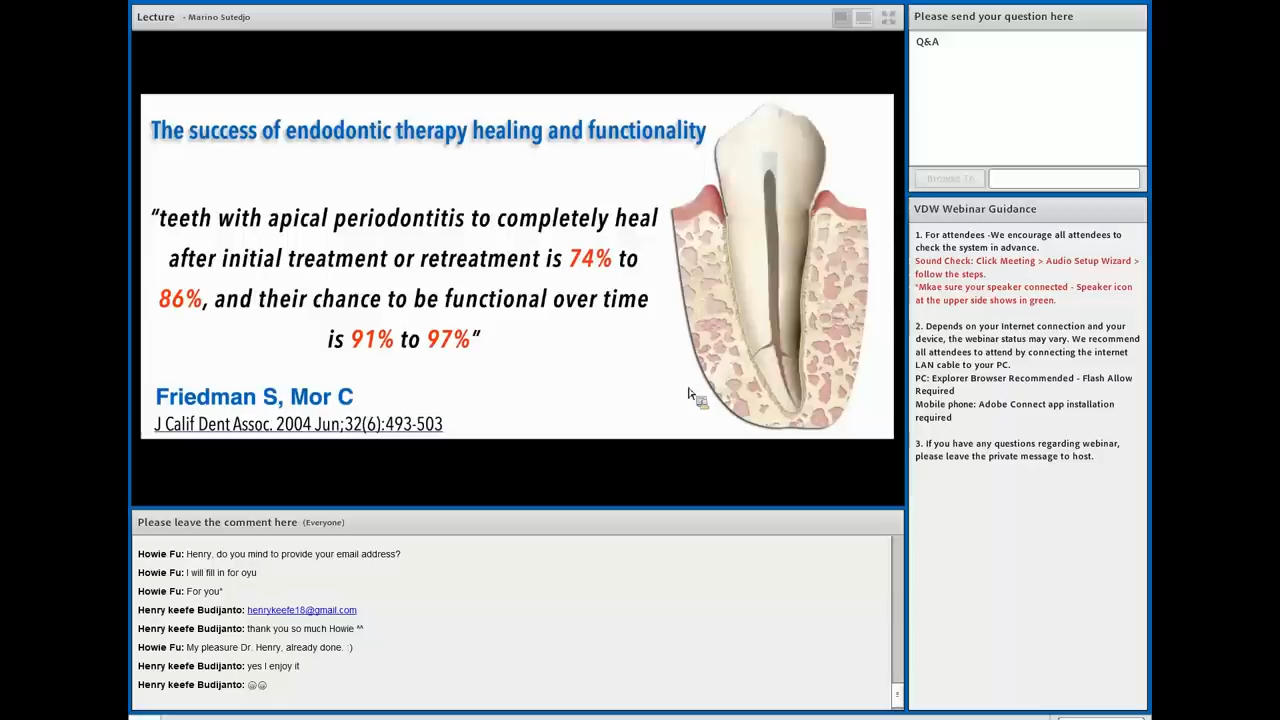 Lecture - Marino Sutedjo
The success of endodontic therapy healing and functionality
“teeth with apical periodontitis to completely heal
after initial treatment or retreatment is 74% to
86%, and their chance to be functional over time
is 91% to 97%”
Friedman S, Mor C
J Calif Dent Assoc. 2004 Jun;32(6):493-503
Please leave the comment here (Everyone)
Howie Fu: Henry, do you mind to provide your email address?
Howie Fu: I will fill in for oyu
Howie Fu: For you*
Henry keefe Budijanto: henrykeefe18@gmail.com
Henry keefe Budijanto: thank you so much Howie ^^
Howie Fu: My pleasure Dr. Henry, already done. :)
Henry keefe Budijanto: yes I enjoy it
Henry keefe Budijanto:
Please send your question here
Q&A
Browse To
VDW Webinar Guidance
1. For attendees -We encourage all attendees to
check the system in advance.
Sound Check: Click Meeting > Audio Setup Wizard >
follow the steps.
*Mkae sure your speaker connected - Speaker icon
at the upper side shows in green.
2. Depends on your Internet connection and your
device, the webinar status may vary. We recommend
all attendees to attend by connecting the internet
LAN cable to your PC.
PC: Explorer Browser Recommended - Flash Allow
Required
Mobile phone: Adobe Connect app installation
required
3. If you have any questions regarding webinar,
please leave the private message to host.